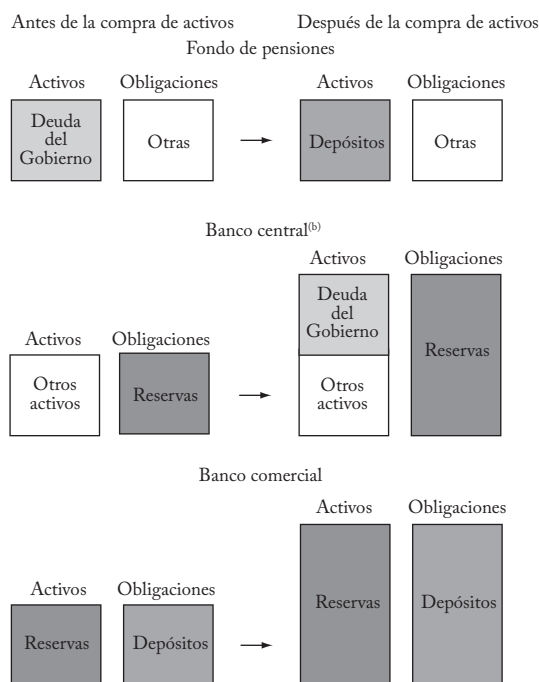 Antes de la compra de activos Después de la compra de activos
Fondo de pensiones
Activos Obligaciones Activos Obligaciones
Deuda
del
Gobierno
Otras
Depósitos
Otras
Banco central(b)
Activos Obligaciones
Deuda
del
Gobierno
Reservas
Activos Obligaciones
Otros
activos
Reservas
Otros
activos
Banco comercial
Activos Obligaciones
Reservas
Depósitos
Activos Obligaciones
Reservas
Depósitos